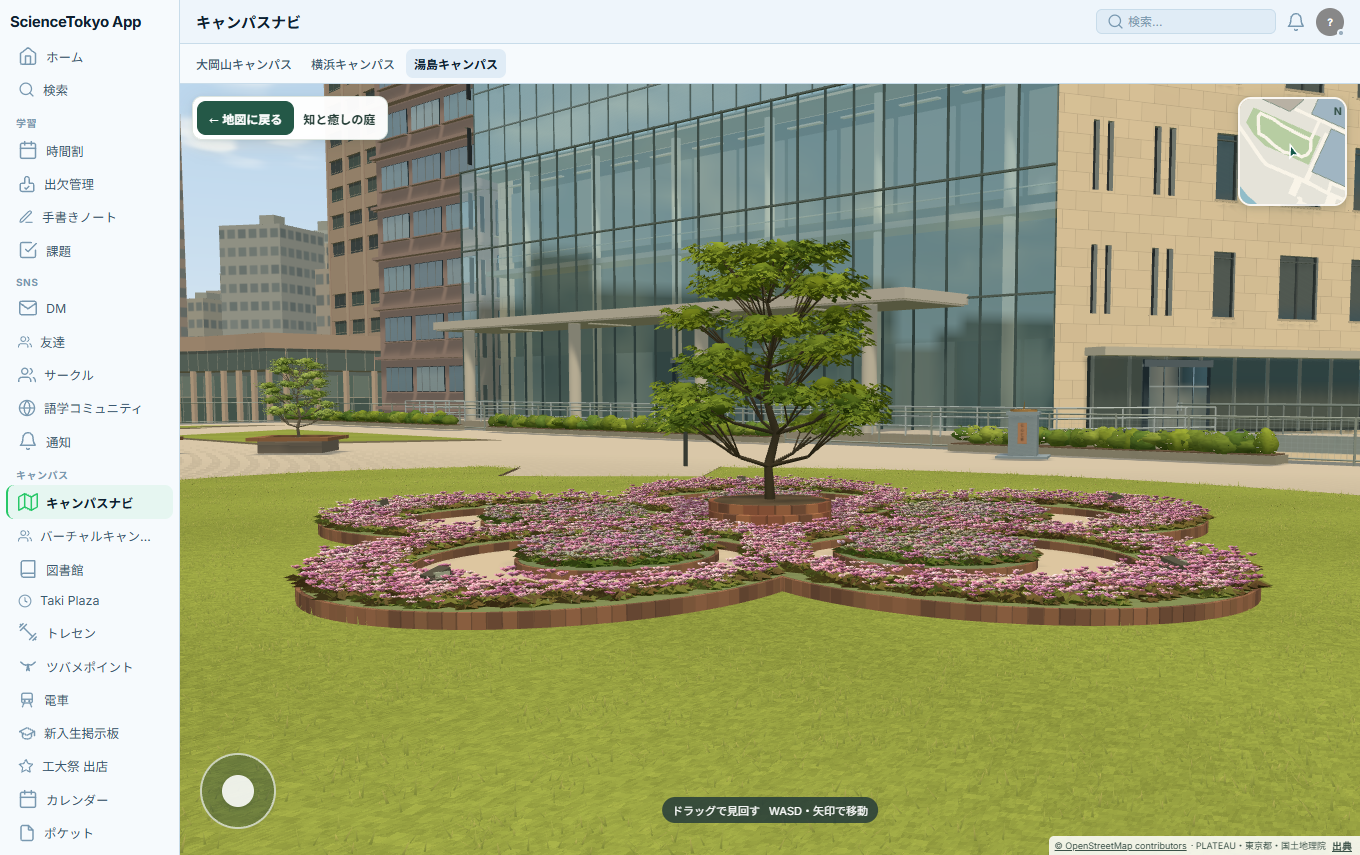 ScienceTokyo App
ホーム
検索
学習
時間割
出欠管理
手書きノート
課題
SNS
DM
友達
サークル
語学コミュニティ
通知
キャンパス
キャンパスナビ
バーチャルキャン...
図書館
Taki Plaza
トレセン
ツバメポイント
電車
新入生掲示板
工大祭 出店
カレンダー
ポケット
キャンパスナビ
検索...
?
大岡山キャンパス
横浜キャンパス
湯島キャンパス
← 地図に戻る
知と癒しの庭
N
ドラッグで見回す WASD・矢印で移動
© OpenStreetMap contributors · PLATEAU・東京都・国土地理院 出典